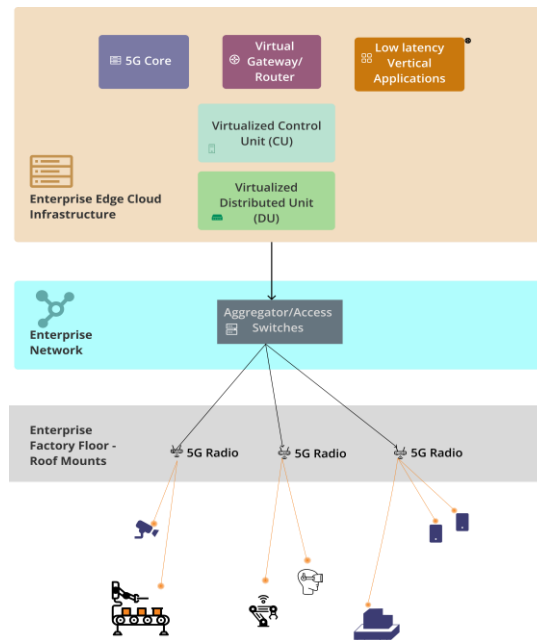 5G Core
Virtual
Gateway/
Router
Low latency
Vertical
Applications
Virtualized Control
Unit (CU)
Enterprise Edge Cloud
Infrastructure
Virtualized
Distributed Unit
(DU)
Enterprise
Network
Aggregator/Access
Switches
Enterprise
Factory Floor -
Roof Mounts
5G Radio
5G Radio
5G Radio